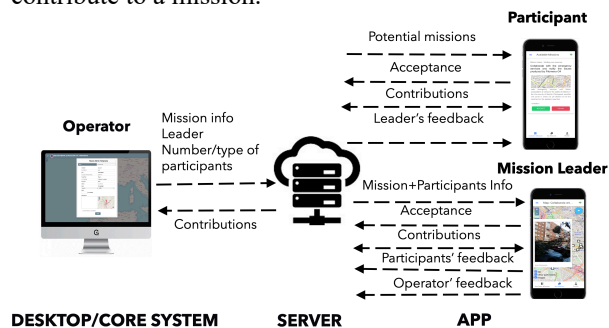 contribute to a mission.
Participant
Potential missions
Acceptance
Contributions
Leader's feedback
Operator
Mission info
Leader
Number/type of
participants
Contributions
Mission Leader
Mission+Participants Info
Acceptance
Contributions
Participants' feedback
Operator' feedback
DESKTOP/CORE SYSTEM
SERVER
APP